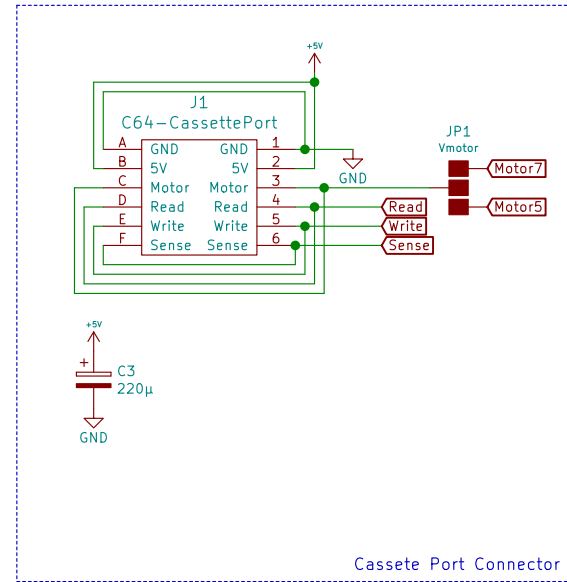 +5V
J1
C64-CassettePort
A GND GND 1
B 5V 5V 2
C Motor Motor 3
D Read Read 4
E Write Write 5
F Sense Sense 6
GND
JP1
Vmotor
Motor7
Motor5
Read
Write
Sense
+5V
+
C3
220µ
GND
Cassete Port Connector